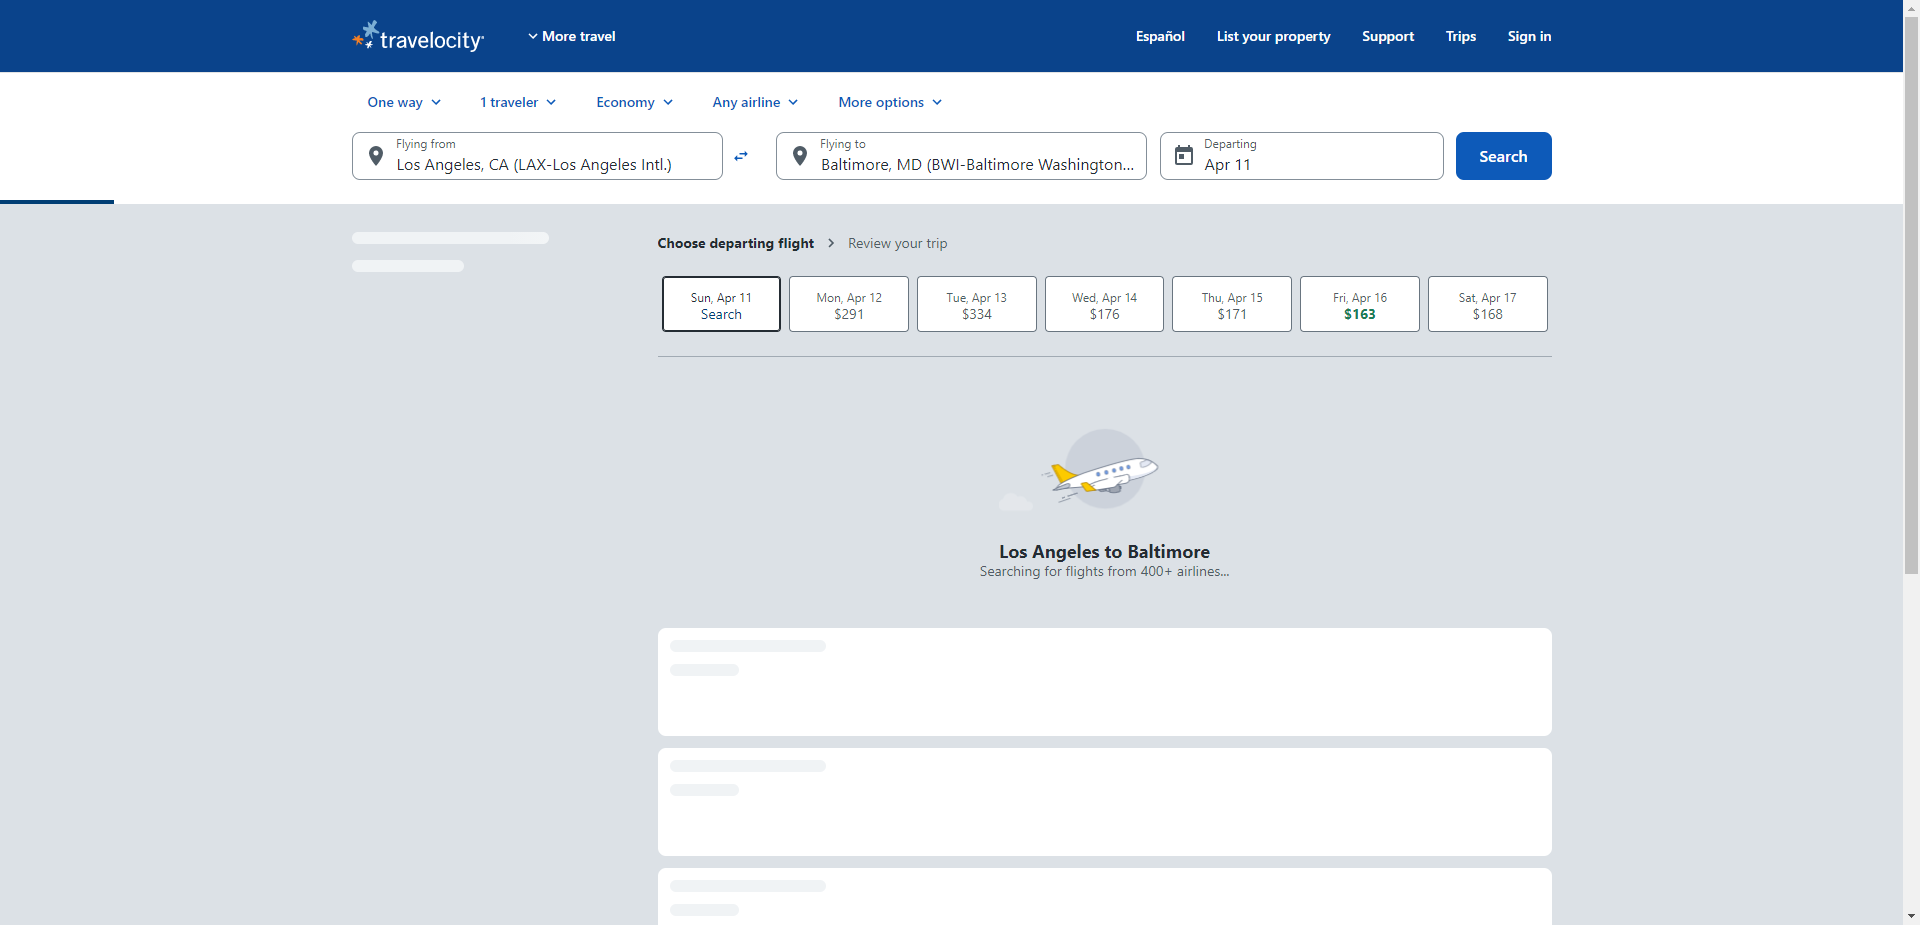 travelocity
More travel
Español
List your property
Support
Trips
Sign in
One way
1 traveler
Economy
Any airline
More options
Flying from
Los Angeles, CA (LAX-Los Angeles Intl.)
Flying to
Baltimore, MD (BWI-Baltimore Washington...
Departing
Apr 11
Search
Choose departing flight
Review your trip
Sun, Apr 11
Search
Mon, Apr 12
$291
Tue, Apr 13
$334
Wed, Apr 14
$176
Thu, Apr 15
$171
Fri, Apr 16
$163
Sat, Apr 17
$168
Los Angeles to Baltimore
Searching for flights from 400+ airlines...